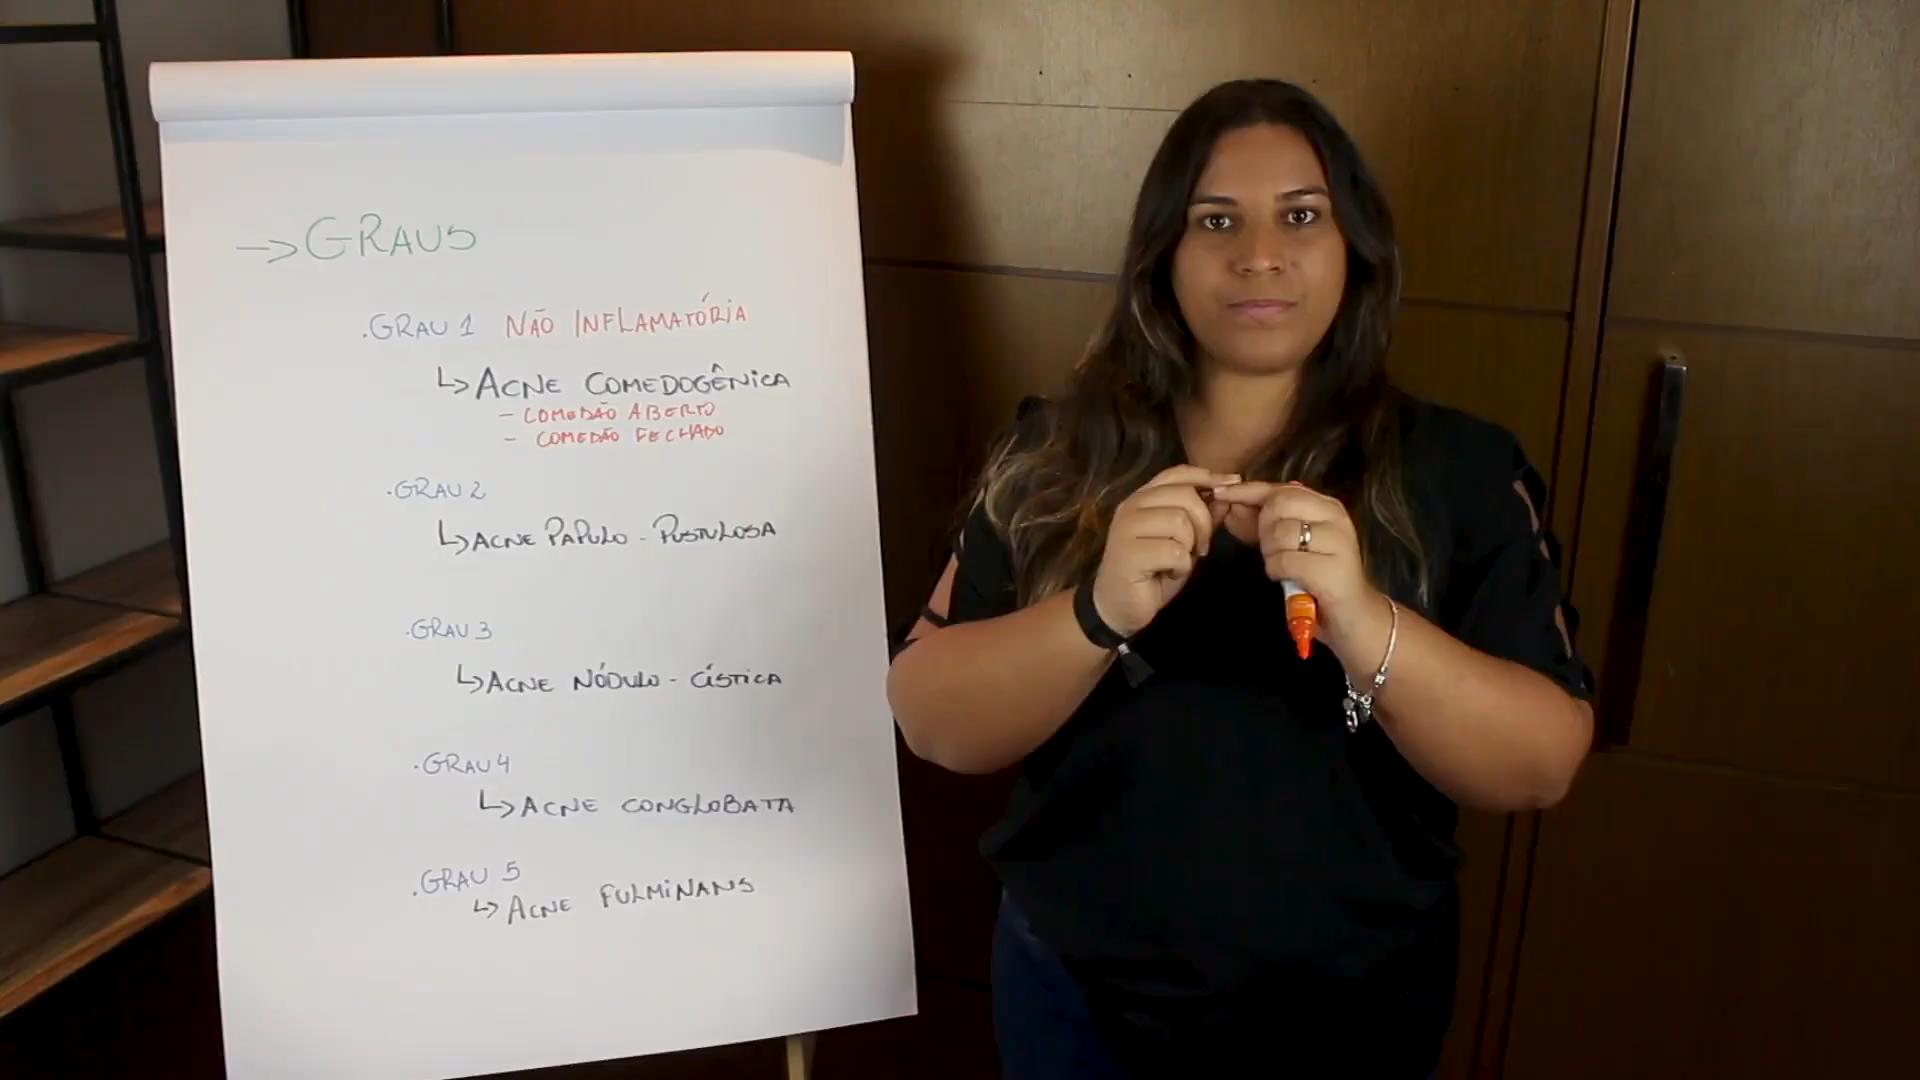 → GRAUS
. GRAU 1 NÃO INFLAMATÓRIA
↳ ACNE COMEDOGÊNICA
- COMEDÃO ABERTO
- COMEDÃO FECHADO
. GRAU 2
↳ ACNE PAPULO - PUSTULOSA
. GRAU 3
↳ ACNE NÓDULO - CÍSTICA
. GRAU 4
↳ ACNE CONGLOBATA
. GRAU 5
↳ ACNE FULMINANS